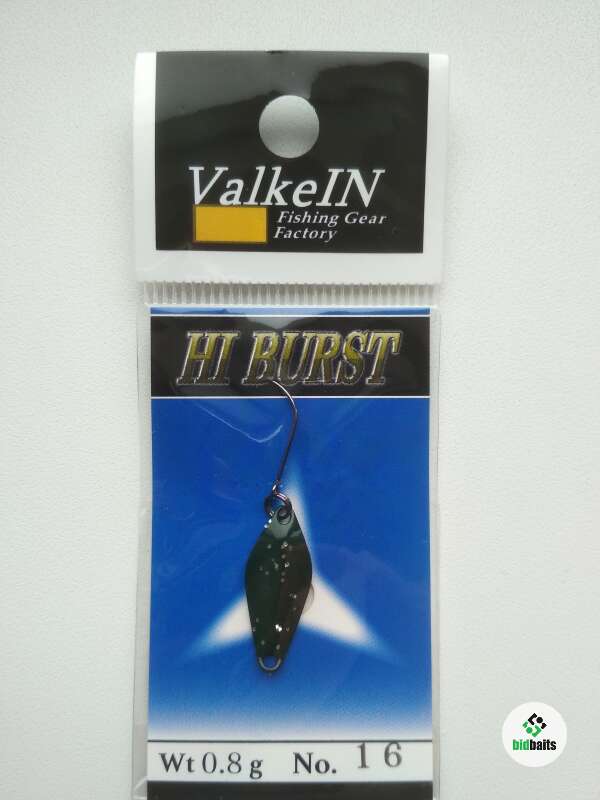 ValkeIN
Fishing Gear
Factory
HI BURST
Wt 0.8 g No. 16
bidbaits